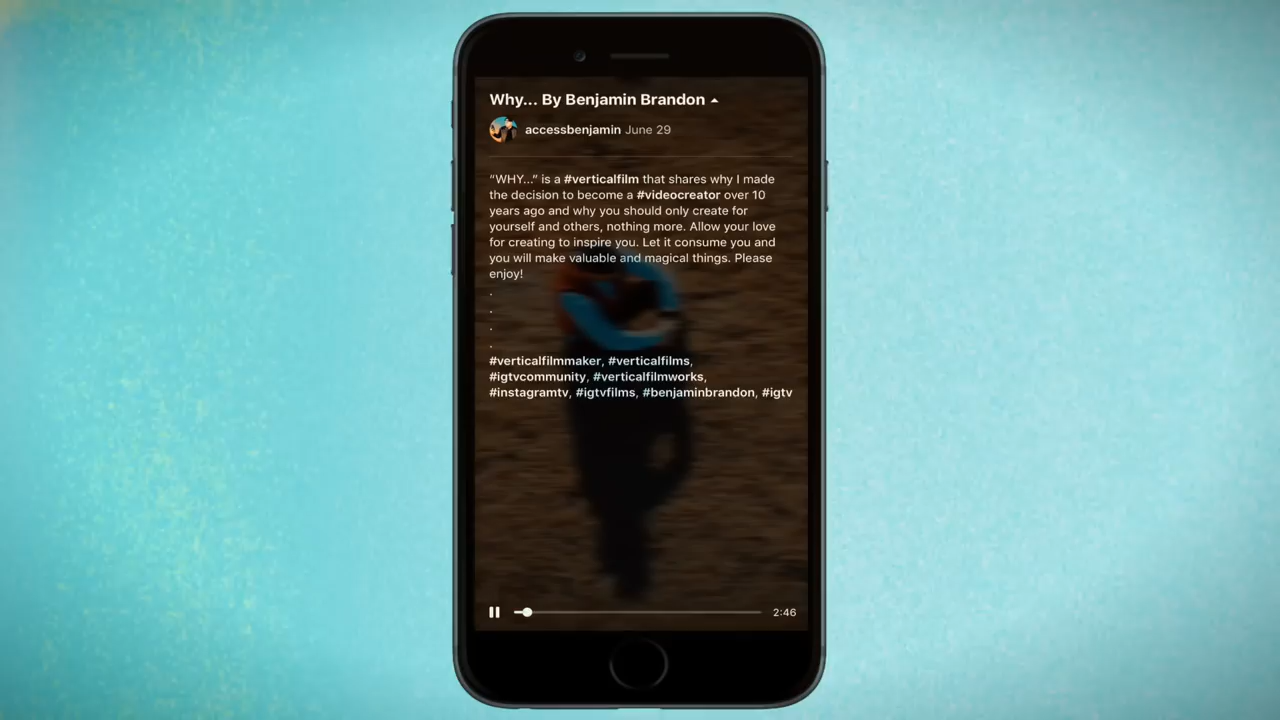 Why... By Benjamin Brandon
accessbenjamin June 29
“WHY...” is a #verticalfilm that shares why I made
the decision to become a #videocreator over 10
years ago and why you should only create for
yourself and others, nothing more. Allow your love
for creating to inspire you. Let it consume you and
you will make valuable and magical things. Please
enjoy!
.
.
.
.
#verticalfilmmaker, #verticalfilms,
#igtvcommunity, #verticalfilmworks,
#instagramtv, #igtvfilms, #benjaminbrandon, #igtv
2:46